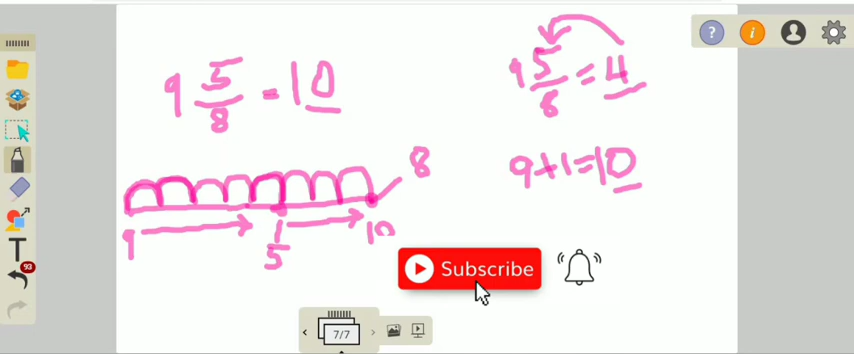 9 5/8 = 10
9 5/8 = 4
9+1=10
8
9
1/5
10
Subscribe
? i
T
93
7/7